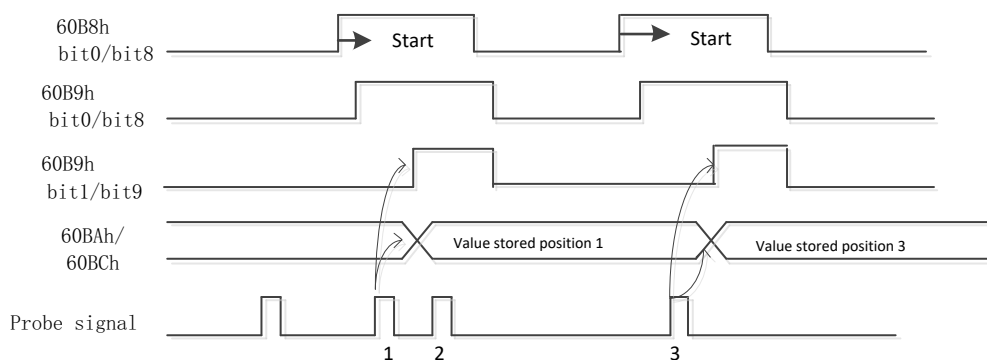 60B8h
bit0/bit8
Start
Start
60B9h
bit0/bit8
60B9h
bit1/bit9
60BAh/
60BCh
Value stored position 1
Value stored position 3
Probe signal
1
2
3